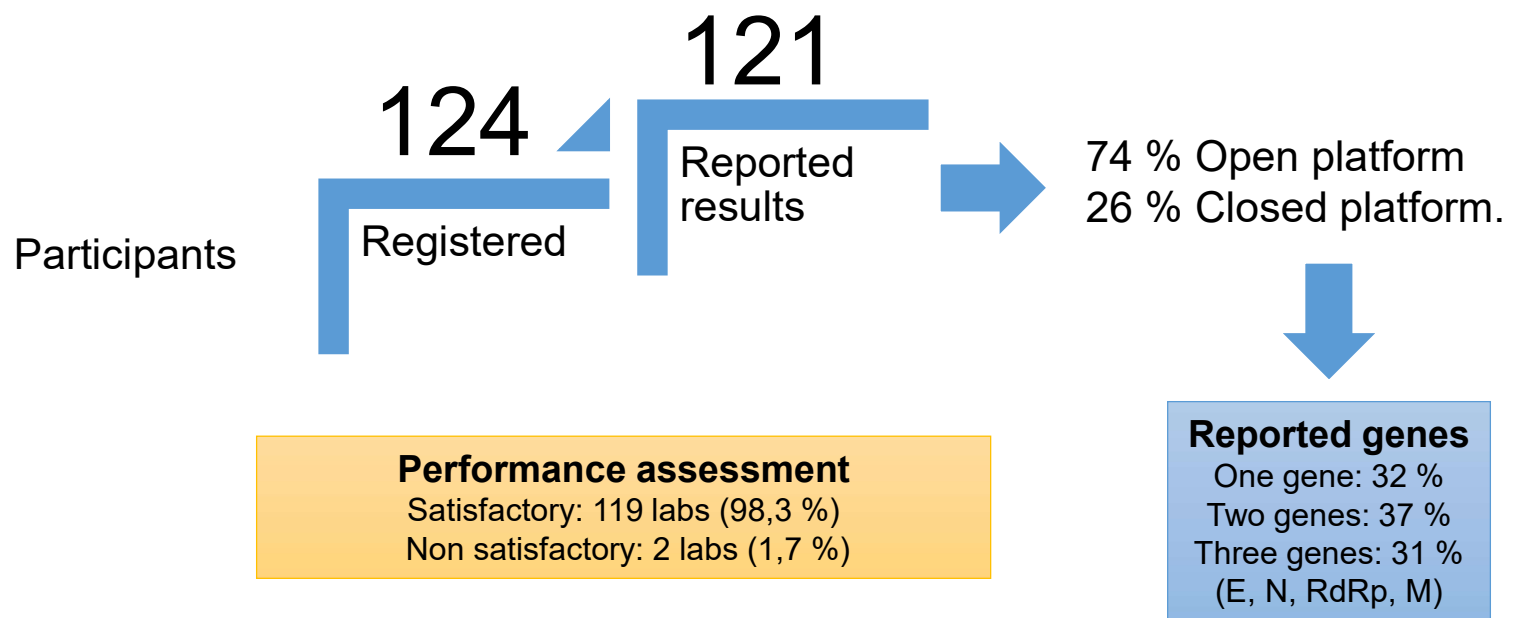 Participants
124
Registered
121
Reported
results
74 % Open platform
26 % Closed platform.
Performance assessment
Satisfactory: 119 labs (98,3 %)
Non satisfactory: 2 labs (1,7 %)
Reported genes
One gene: 32 %
Two genes: 37 %
Three genes: 31 %
(E, N, RdRp, M)